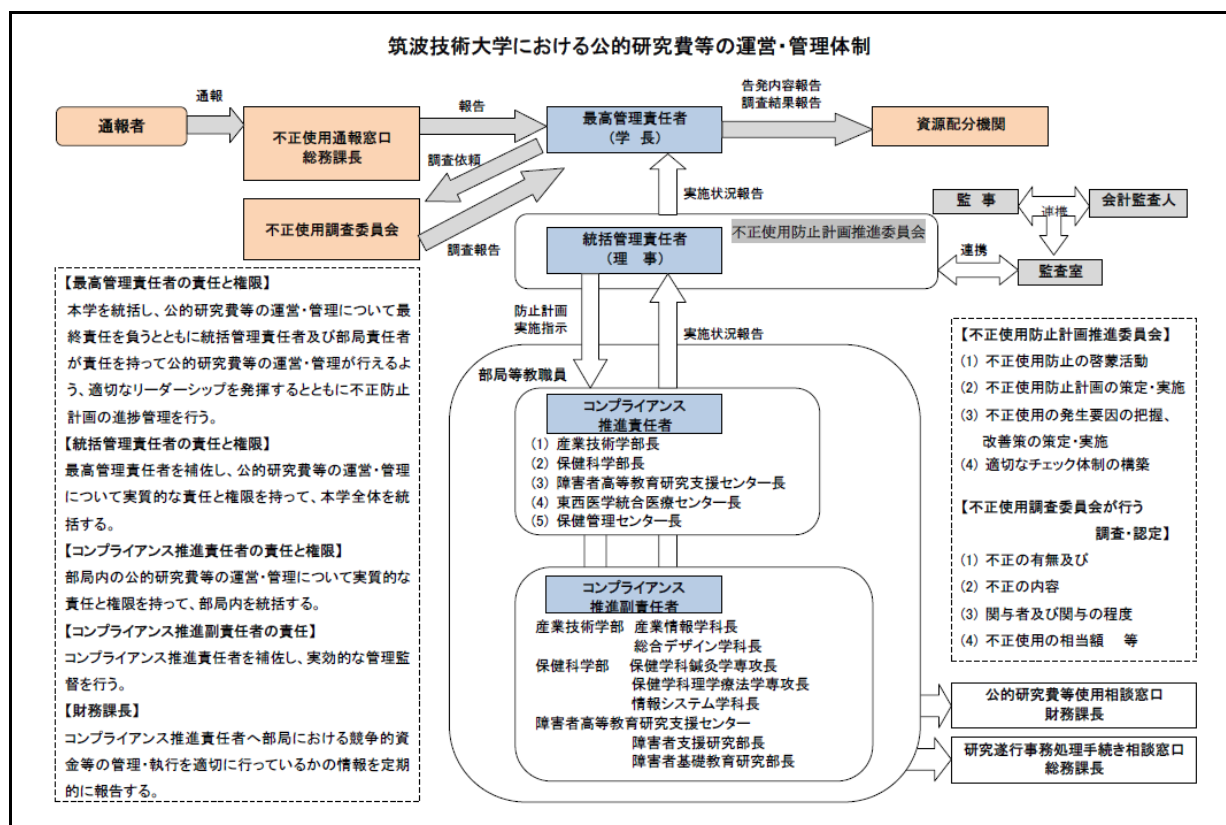 筑波技術大学における公的研究費等の運営・管理体制
通報者
通報
不正使用通報窓口
総務課長
報告
最高管理責任者
(学 長)
告発内容報告
調査結果報告
資源配分機関
調査依頼
不正使用調査委員会
調査報告
実施状況報告
監 事
連携
会計監査人
不正使用防止計画推進委員会
統括管理責任者
(理 事)
連携
監査室
防止計画
実施指示
実施状況報告
【最高管理責任者の責任と権限】
本学を統括し、公的研究費等の運営・管理について最
終責任を負うとともに統括管理責任者及び部局責任者
が責任を持って公的研究費等の運営・管理が行えるよ
う、適切なリーダーシップを発揮するとともに不正防止
計画の進捗管理を行う。
【統括管理責任者の責任と権限】
最高管理責任者を補佐し、公的研究費等の運営・管理
について実質的な責任と権限を持って、本学全体を統
括する。
【コンプライアンス推進責任者の責任と権限】
部局内の公的研究費等の運営・管理について実質的な
責任と権限を持って、部局内を統括する。
【コンプライアンス推進副責任者の責任】
コンプライアンス推進責任者を補佐し、実効的な管理監
督を行う。
【財務課長】
コンプライアンス推進責任者へ部局における競争的資
金等の管理・執行を適切に行っているかの情報を定期
的に報告する。
部局等教職員
コンプライアンス
推進責任者
(1) 産業技術学部長
(2) 保健科学部長
(3) 障害者高等教育研究支援センター長
(4) 東西医学統合医療センター長
(5) 保健管理センター長
コンプライアンス
推進副責任者
産業技術学部 産業情報学科長
総合デザイン学科長
保健科学部 保健学科鍼灸学専攻長
保健学科理学療法学専攻長
情報システム学科長
障害者高等教育研究支援センター
障害者支援研究部長
障害者基礎教育研究部長
【不正使用防止計画推進委員会】
(1) 不正使用防止の啓蒙活動
(2) 不正使用防止計画の策定・実施
(3) 不正使用の発生要因の把握、
改善策の策定・実施
(4) 適切なチェック体制の構築
【不正使用調査委員会が行う
調査・認定】
(1) 不正の有無及び
(2) 不正の内容
(3) 関与者及び関与の程度
(4) 不正使用の相当額 等
公的研究費等使用相談窓口
財務課長
研究遂行事務処理手続き相談窓口
総務課長